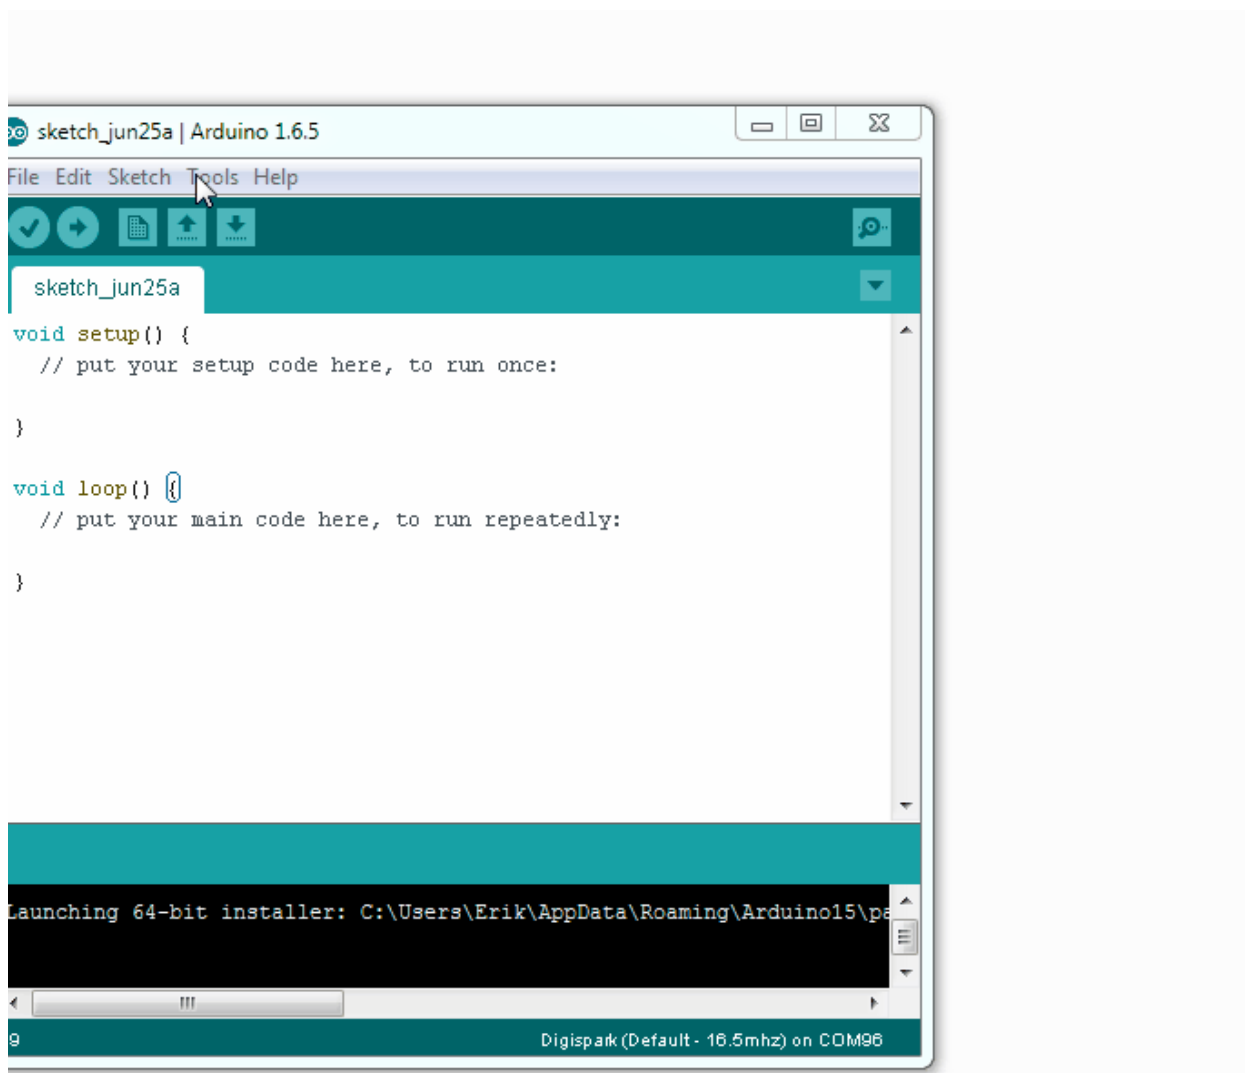 sketch_jun25a | Arduino 1.6.5
File Edit Sketch Tools Help
sketch_jun25a
void setup() {
  // put your setup code here, to run once:
}
void loop() {
  // put your main code here, to run repeatedly:
}
Launching 64-bit installer: C:\Users\Erik\AppData\Roaming\Arduino15\pa
9
Digispark (Default - 16.5mhz) on COM96